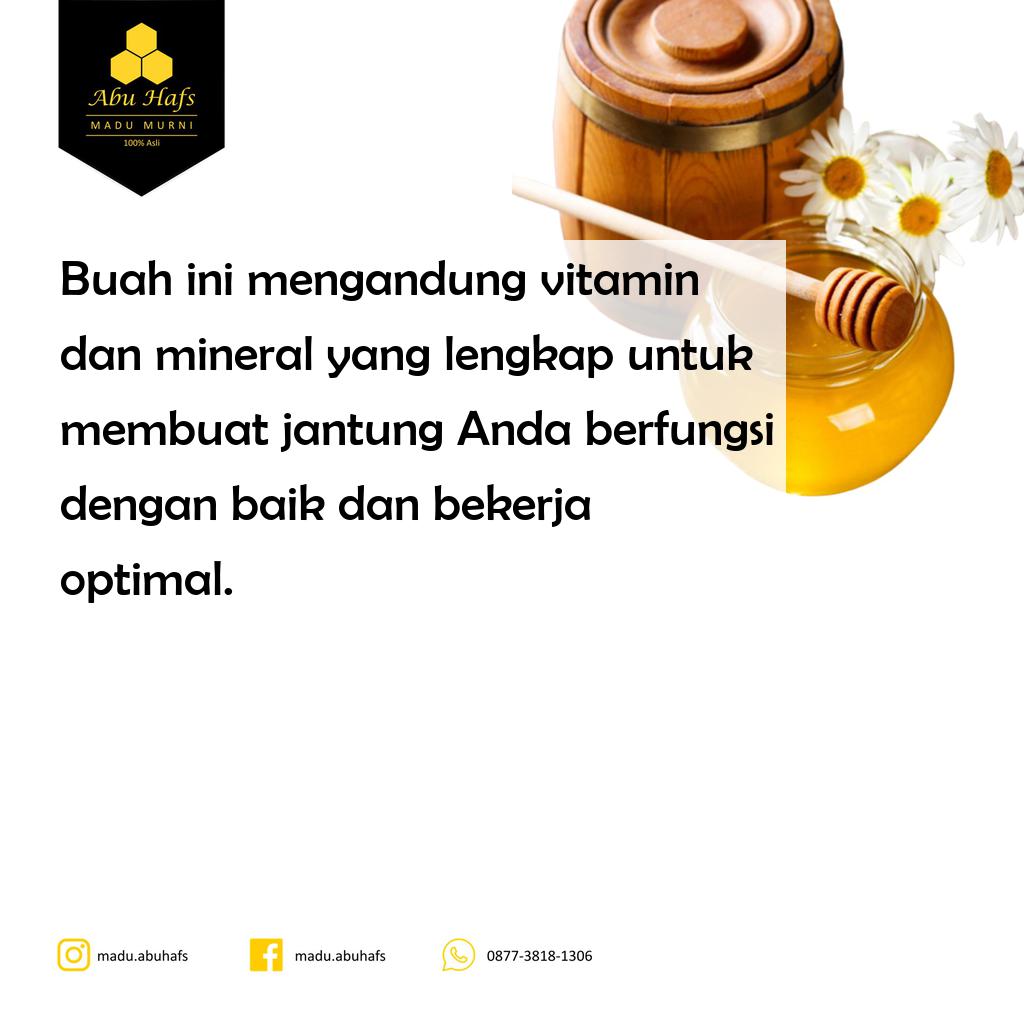 Abu Hafs
MADU MURNI
100% Asli
Buah ini mengandung vitamin
dan mineral yang lengkap untuk
membuat jantung Anda berfungsi
dengan baik dan bekerja
optimal.
madu.abuhafs
madu.abuhafs
0877-3818-1306